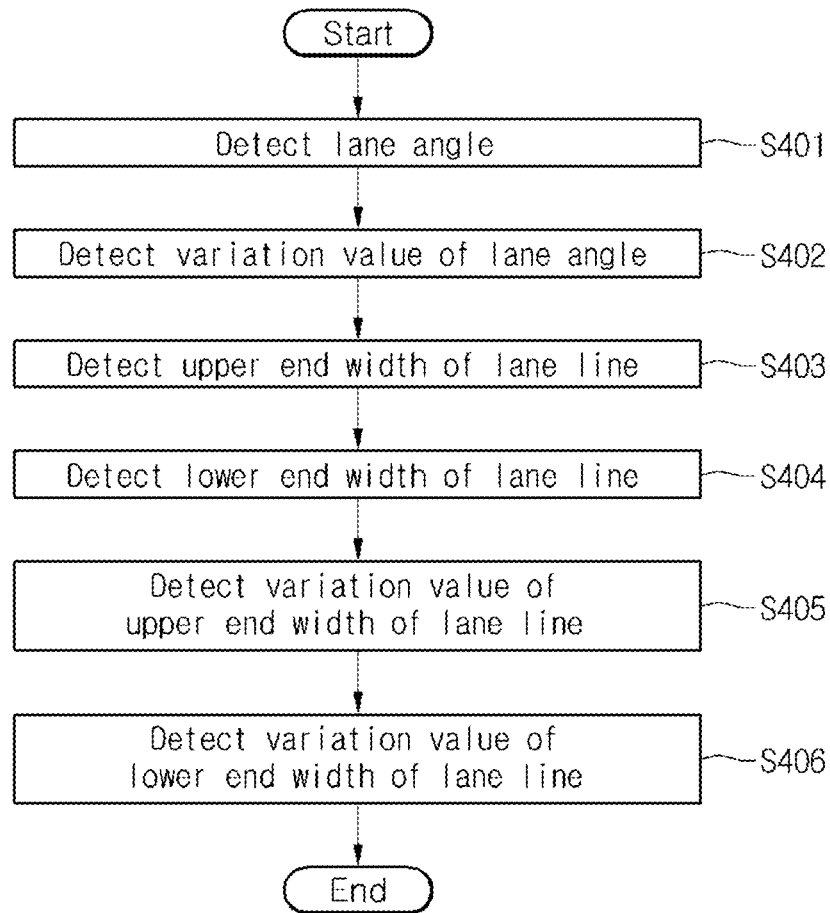 Start
Detect lane angle
S401
Detect variation value of lane angle
S402
Detect upper end width of lane line
S403
Detect lower end width of lane line
S404
Detect variation value of
upper end width of lane line
S405
Detect variation value of
lower end width of lane line
S406
End